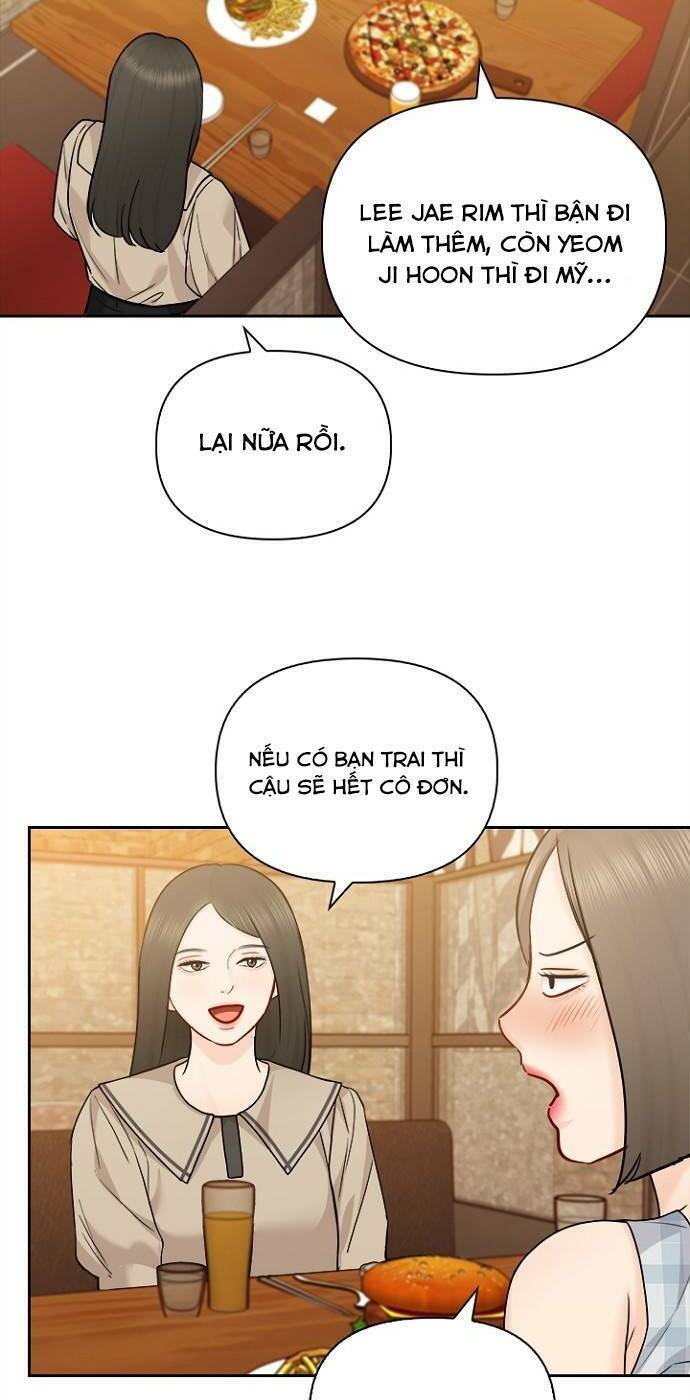 LEE JAE RIM THÌ BẬN ĐI
LÀM THÊM, CÒN YEOM
JI HOON THÌ ĐI MỸ...
LẠI NỮA RỒI.
NẾU CÓ BẠN TRAI THÌ
CẬU SẼ HẾT CÔ ĐƠN.